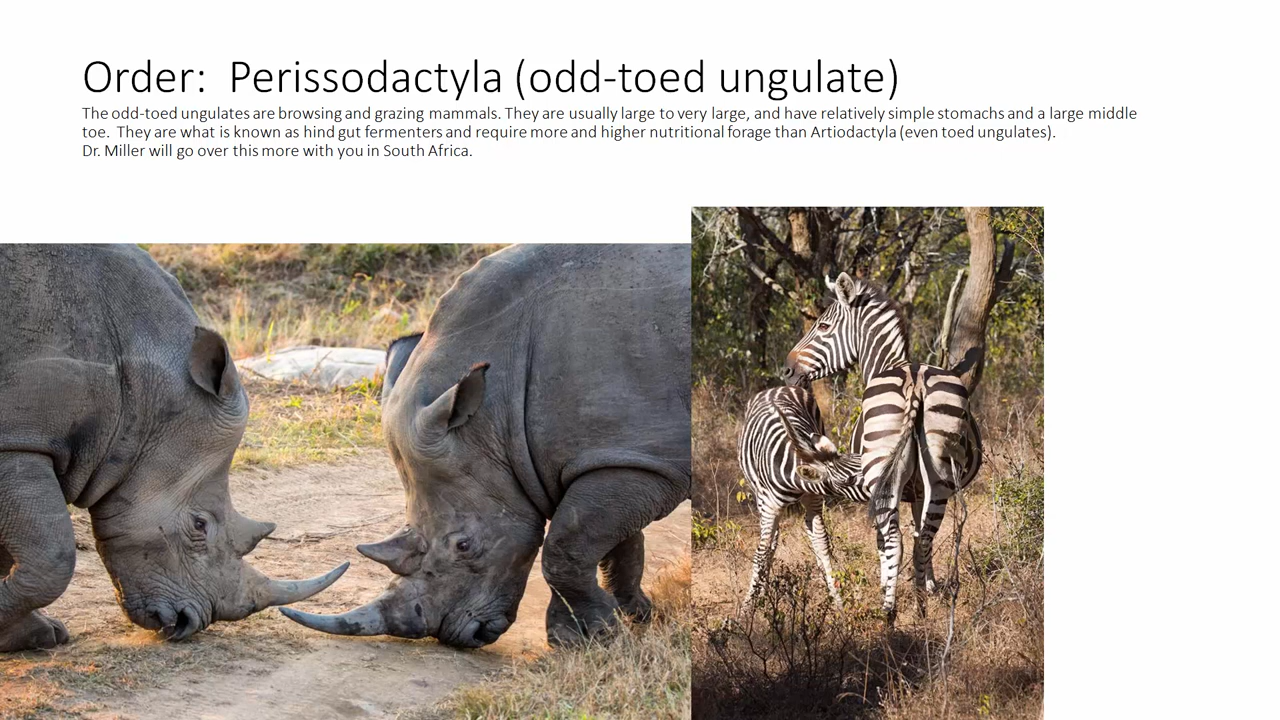 Order:  Perissodactyla (odd-toed ungulate)
The odd-toed ungulates are browsing and grazing mammals. They are usually large to very large, and have relatively simple stomachs and a large middle
toe.  They are what is known as hind gut fermenters and require more and higher nutritional forage than Artiodactyla (even toed ungulates).
Dr. Miller will go over this more with you in South Africa.